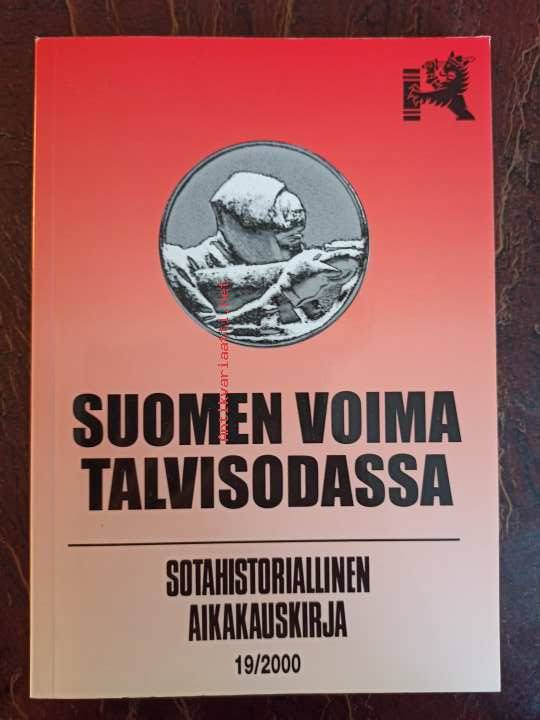 SUOMEN VOIMA
TALVISODASSA
SOTAHISTORIALLINEN
AIKAKAUSKIRJA
19/2000